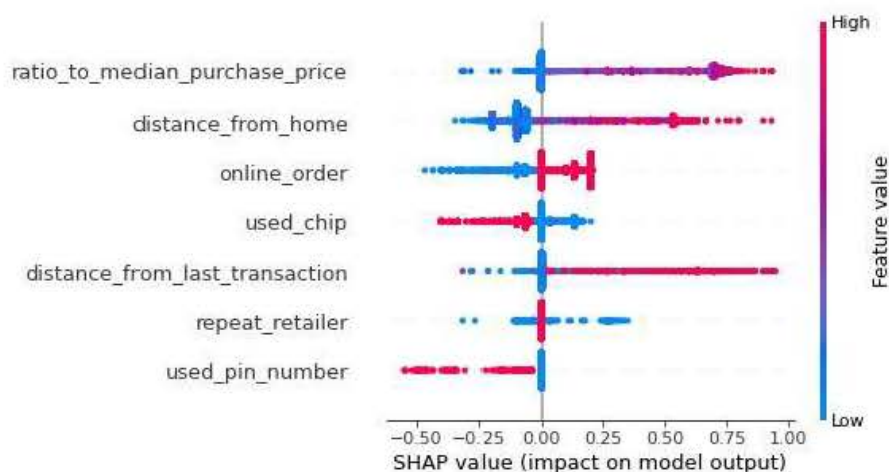 High
ratio_to_median_purchase_price
distance_from_home
online_order
used_chip
distance_from_last_transaction
repeat_retailer
used_pin_number
Feature value
Low
−0.50 −0.25 0.00 0.25 0.50 0.75 1.00
SHAP value (impact on model output)